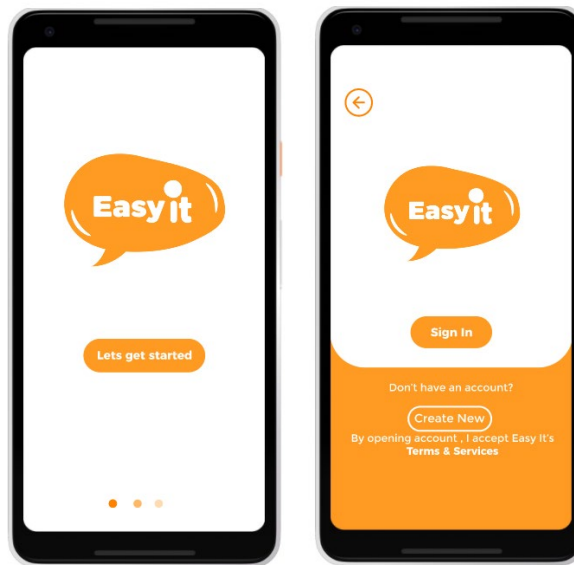 Easy it
Lets get started
Easy it
Sign In
Don't have an account?
Create New
By opening account , I accept Easy It's
Terms & Services